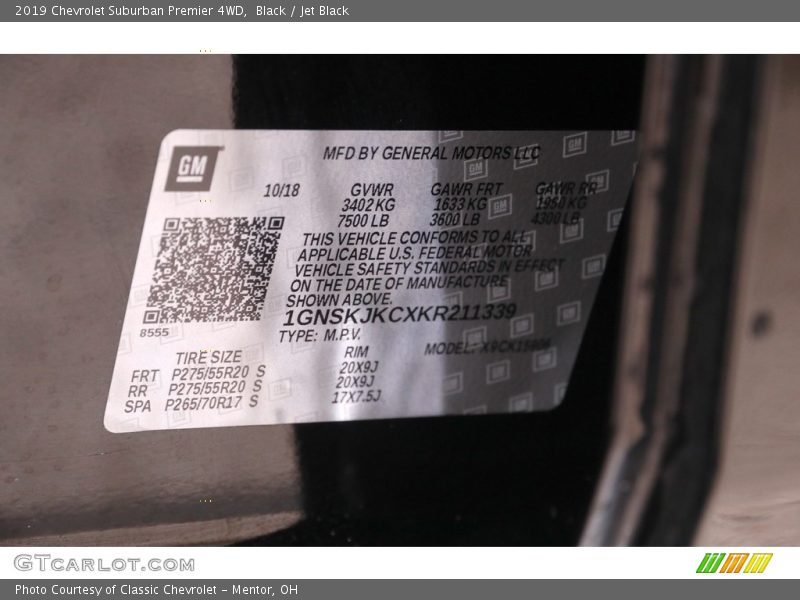 2019 Chevrolet Suburban Premier 4WD, Black / Jet Black
GM
MFD BY GENERAL MOTORS LLC
10/18 GVWR GAWR FRT GAWR RR
3402 KG 1633 KG 1950 KG
7500 LB 3600 LB 4300 LB
THIS VEHICLE CONFORMS TO ALL
APPLICABLE U.S. FEDERAL MOTOR
VEHICLE SAFETY STANDARDS IN EFFECT
ON THE DATE OF MANUFACTURE
SHOWN ABOVE.
1GNSKJKCXKR211339
8555
TYPE: M.P.V.
MODEL:
TIRE SIZE RIM
FRT P275/55R20 S 20X9J
RR P275/55R20 S 20X9J
SPA P265/70R17 S 17X7.5J
GTCARLOT.COM
Photo Courtesy of Classic Chevrolet - Mentor, OH